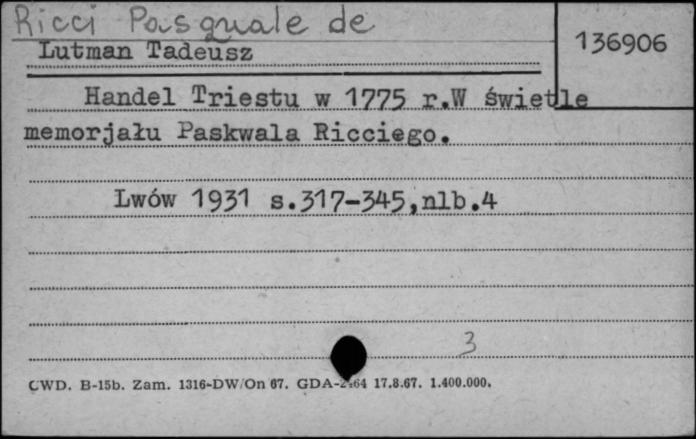 Ricci Pasquale de
136906
Lutman Tadeusz
Handel Triestu w 1775 r.W świetle
memorjału Paskwala Ricciego.
Lwów 1931 s.317-345,nlb.4
3
CWD. B-15b. Zam. 1316-DW/On 67. GDA-2-64 17.8.67. 1.400.000.